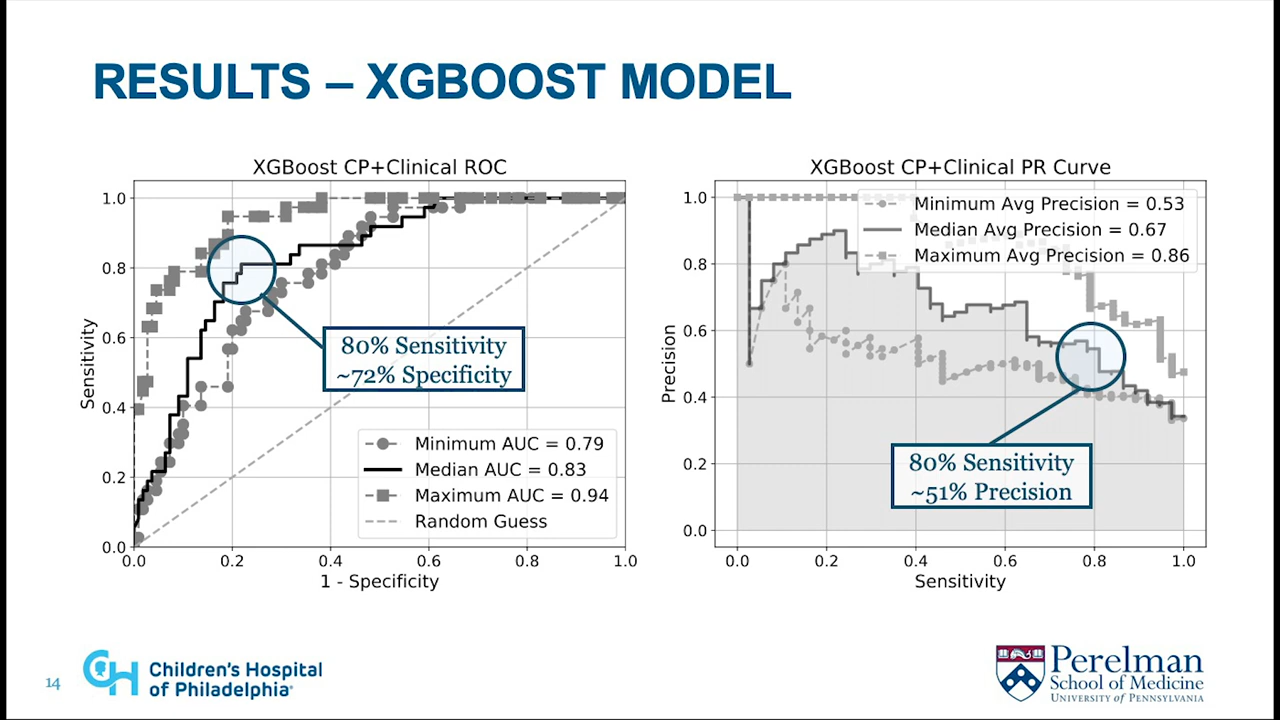 RESULTS – XGBOOST MODEL
XGBoost CP+Clinical ROC
Sensitivity
1.0
0.8
0.6
0.4
0.2
0.0
0.0 0.2 0.4 0.6 0.8 1.0
1 - Specificity
80% Sensitivity
~72% Specificity
Minimum AUC = 0.79
Median AUC = 0.83
Maximum AUC = 0.94
Random Guess
XGBoost CP+Clinical PR Curve
Precision
1.0
0.8
0.6
0.4
0.2
0.0
0.0 0.2 0.4 0.6 0.8 1.0
Sensitivity
Minimum Avg Precision = 0.53
Median Avg Precision = 0.67
Maximum Avg Precision = 0.86
80% Sensitivity
~51% Precision
14
CH
Children's Hospital
of Philadelphia
Perelman
School of Medicine
UNIVERSITY of PENNSYLVANIA